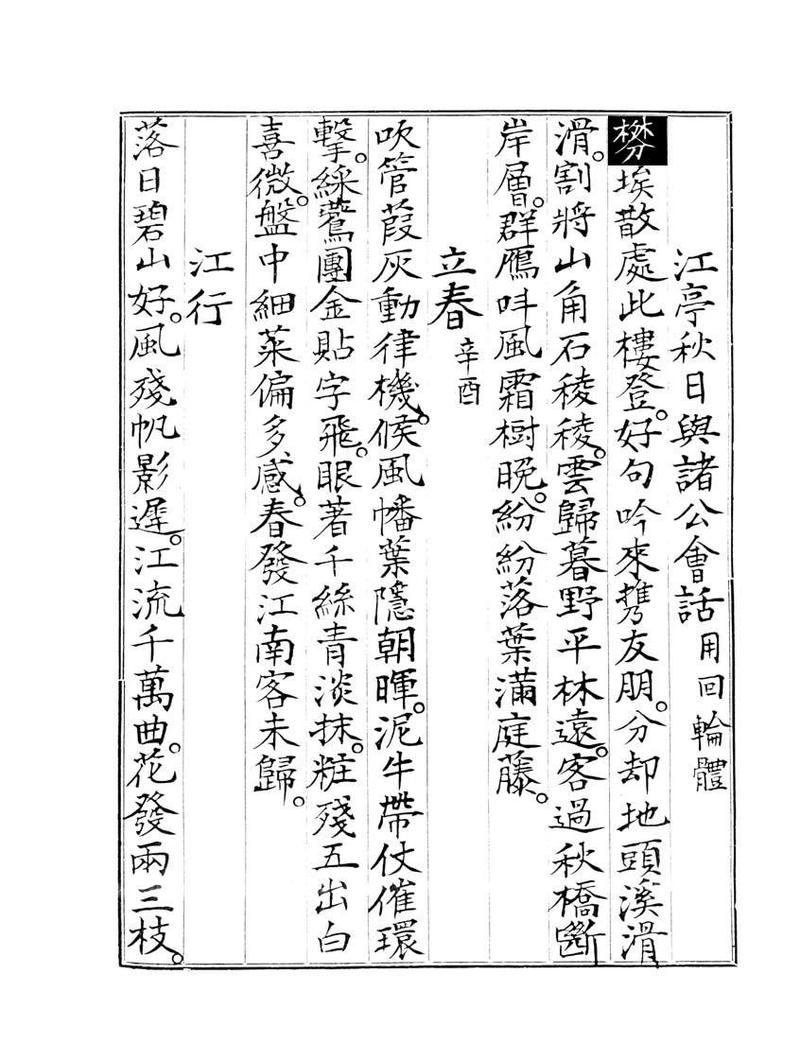 江亭秋日與諸公會話用回輪體
棼埃散處此樓登。好句吟來携友朋。分却地頭溪滑
滑。割將山角石稜稜。雲歸暮野平林遠。客過秋橋斷
岸層。群鴈呌風霜樹晚。紛紛落葉滿庭藤。
立春辛酉
吹管葭灰動律機。候風幡葉隱朝暉。泥牛帶仗催環
擊。綵鷰團金貼字飛。眼著千絲青淡抹。粧殘五出白
喜微。盤中細菜偏多感。春發江南客未歸。
江行
落日碧山好。風殘帆影遲。江流千萬曲。花發兩三枝。